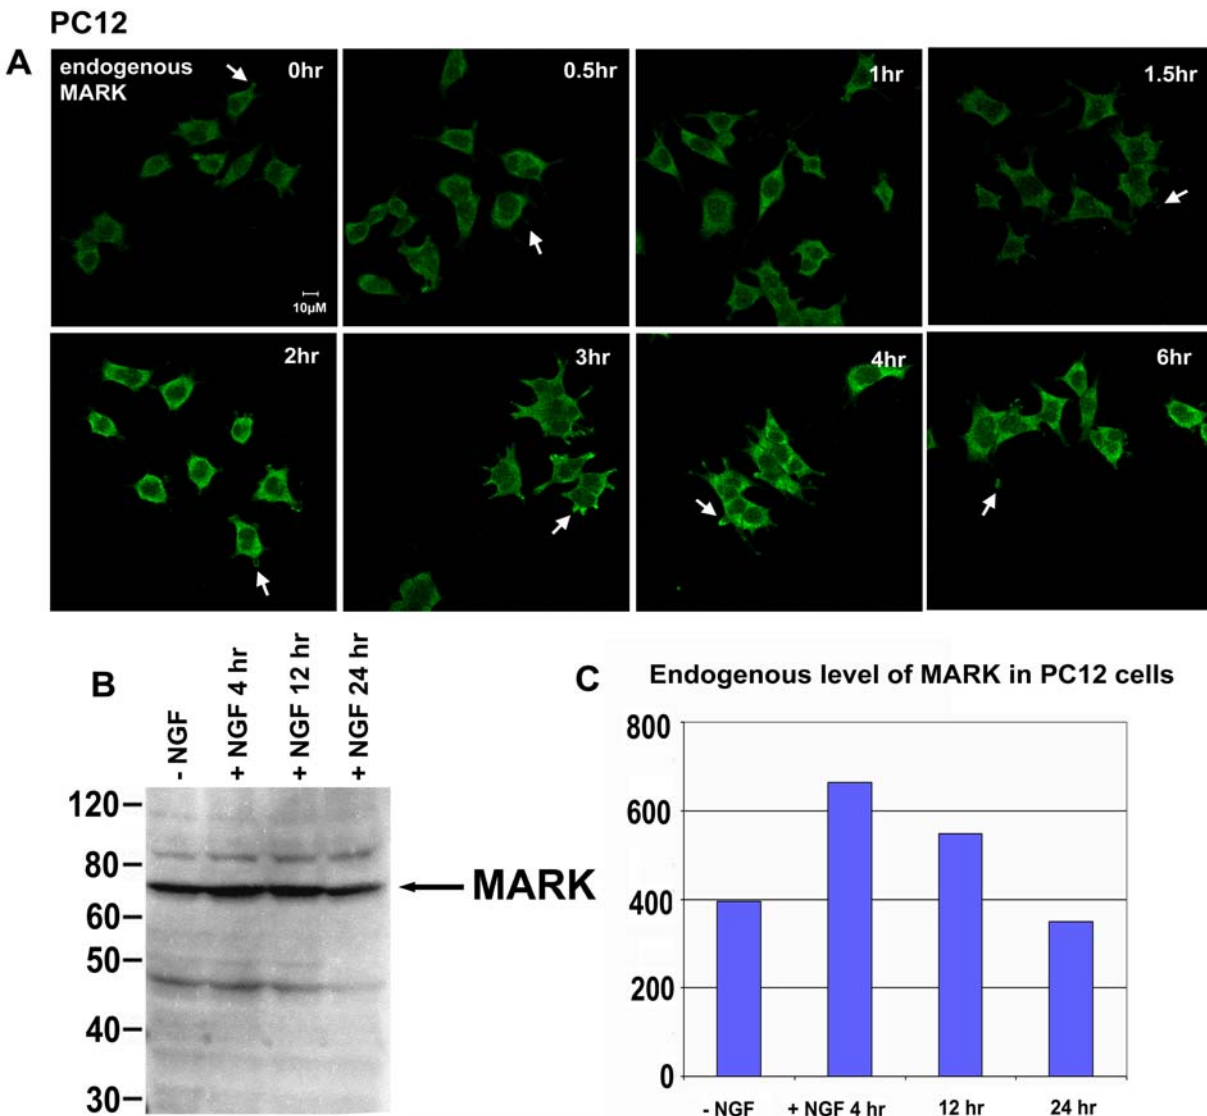 PC12
A
endogenous
MARK
0hr
0.5hr
1hr
1.5hr
10µM
2hr
3hr
4hr
6hr
B
- NGF
+ NGF 4 hr
+ NGF 12 hr
+ NGF 24 hr
120
80
60
50
40
30
MARK
C
Endogenous level of MARK in PC12 cells
800
600
400
200
0
- NGF
+ NGF 4 hr
12 hr
24 hr